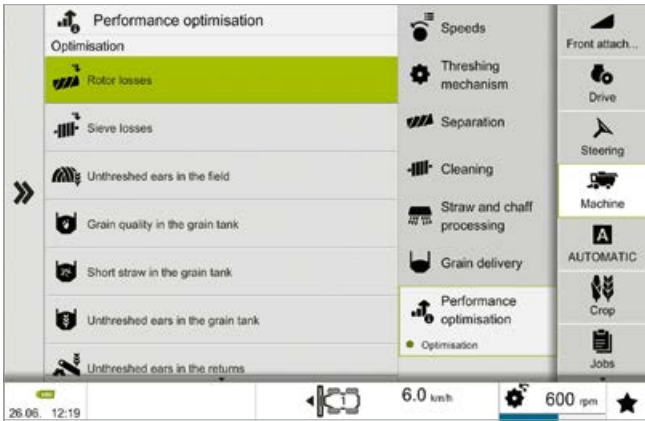 Performance optimisation
Optimisation
Rotor losses
Sieve losses
Unthreshed ears in the field
Grain quality in the grain tank
Short straw in the grain tank
Unthreshed ears in the grain tank
Unthreshed ears in the returns
Speeds
Threshing
mechanism
Separation
Cleaning
Straw and chaff
processing
Grain delivery
Performance
optimisation
Optimisation
Front attach...
Drive
Steering
Machine
A
AUTOMATIC
Crop
Jobs
26.06. 12:19
1
6.0 km/h
600 rpm